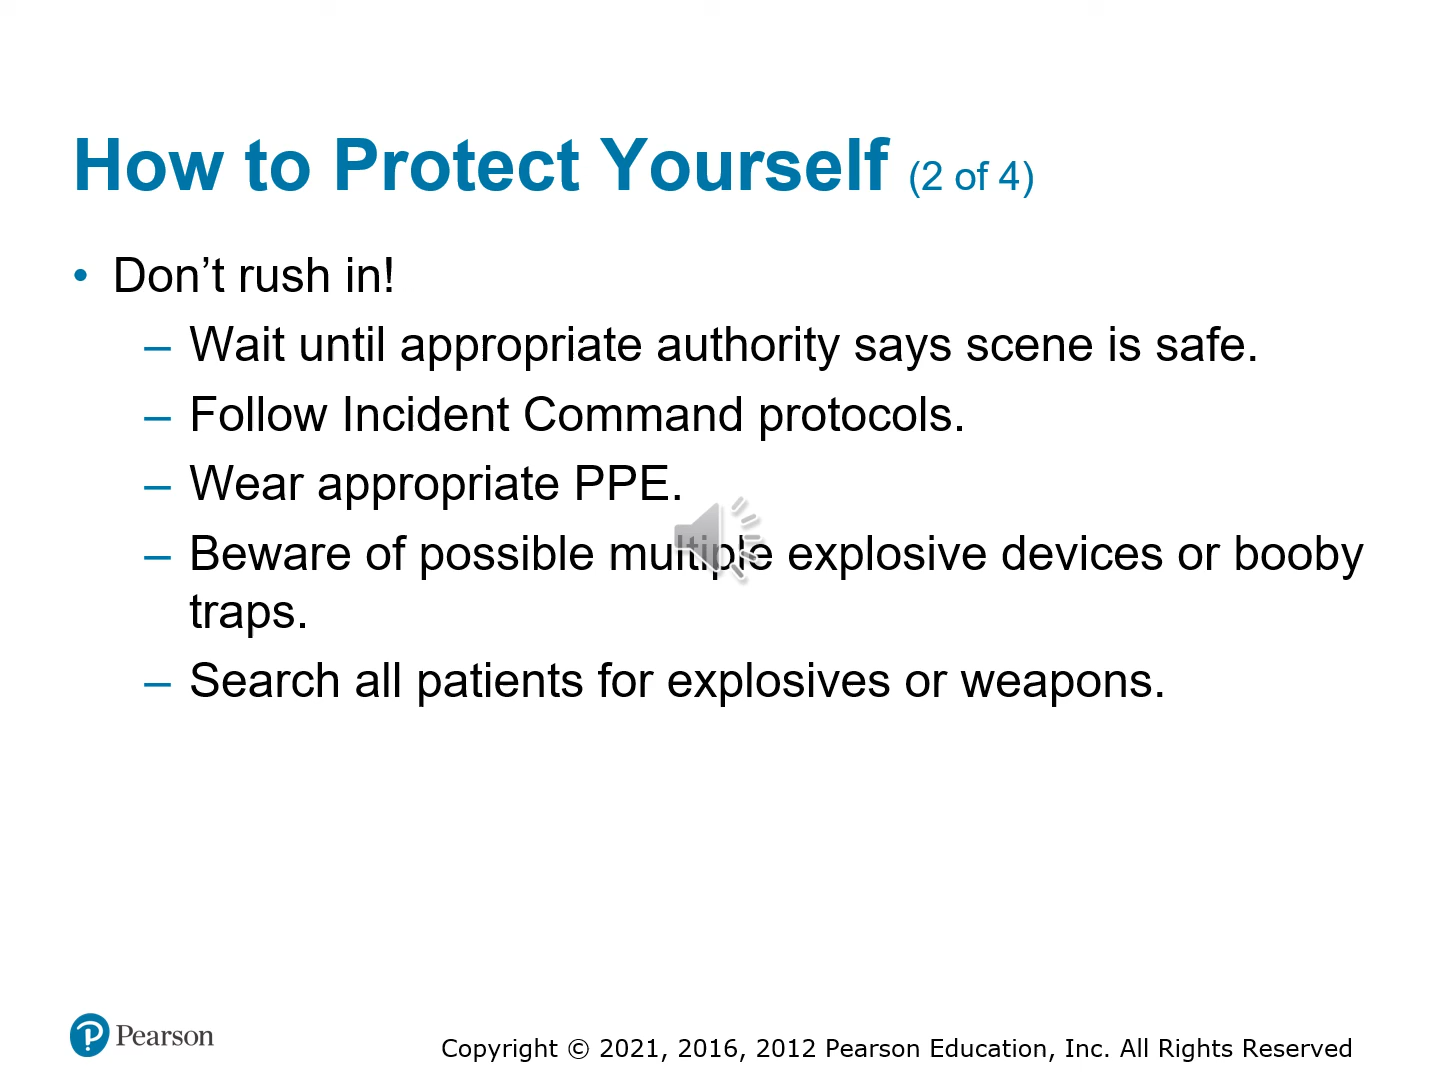 How to Protect Yourself (2 of 4)
• Don’t rush in!
– Wait until appropriate authority says scene is safe.
– Follow Incident Command protocols.
– Wear appropriate PPE.
– Beware of possible multiple explosive devices or booby
traps.
– Search all patients for explosives or weapons.
Pearson
Copyright © 2021, 2016, 2012 Pearson Education, Inc. All Rights Reserved